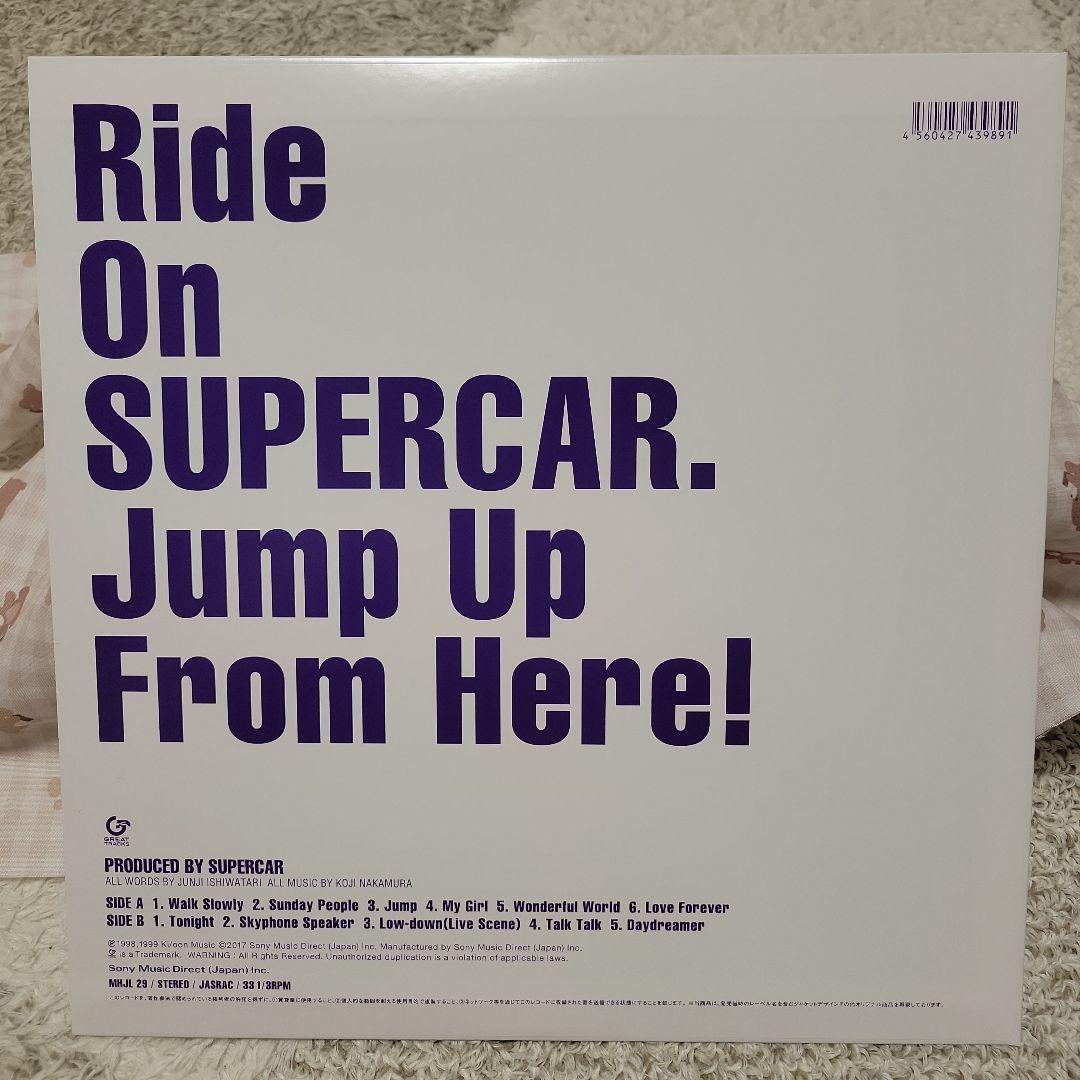 4 560427 439891
Ride
On
SUPERCAR.
Jump Up
From Here!
GREAT
TRACKS
PRODUCED BY SUPERCAR
ALL WORDS BY JUNJI ISHIWATARI ALL MUSIC BY KOJI NAKAMURA
SIDE A 1. Walk Slowly 2. Sunday People 3. Jump 4. My Girl 5. Wonderful World 6. Love Forever
SIDE B 1. Tonight 2. Skyphone Speaker 3. Low-down(Live Scene) 4. Talk Talk 5. Daydreamer
℗1998,1999 Ki/oon Music ©2017 Sony Music Direct (Japan) Inc. Manufactured by Sony Music Direct (Japan) Inc.
is a Trademark. WARNING : All Rights Reserved. Unauthorized duplication is a violation of applicable laws.
Sony Music Direct (Japan) Inc.
MHJL 29 / STEREO / JASRAC / 33 1/3RPM